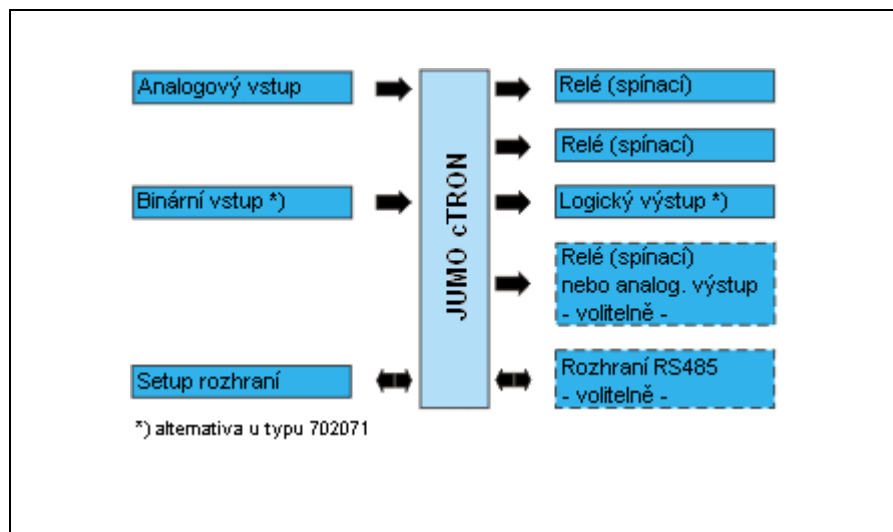 Analogový vstup
Binární vstup *)
Setup rozhraní
*) alternativa u typu 702071
JUMO cTRON
Relé (spínací)
Relé (spínací)
Logický výstup *)
Relé (spínací)
nebo analog. výstup
- volitelně -
Rozhraní RS485
- volitelně -